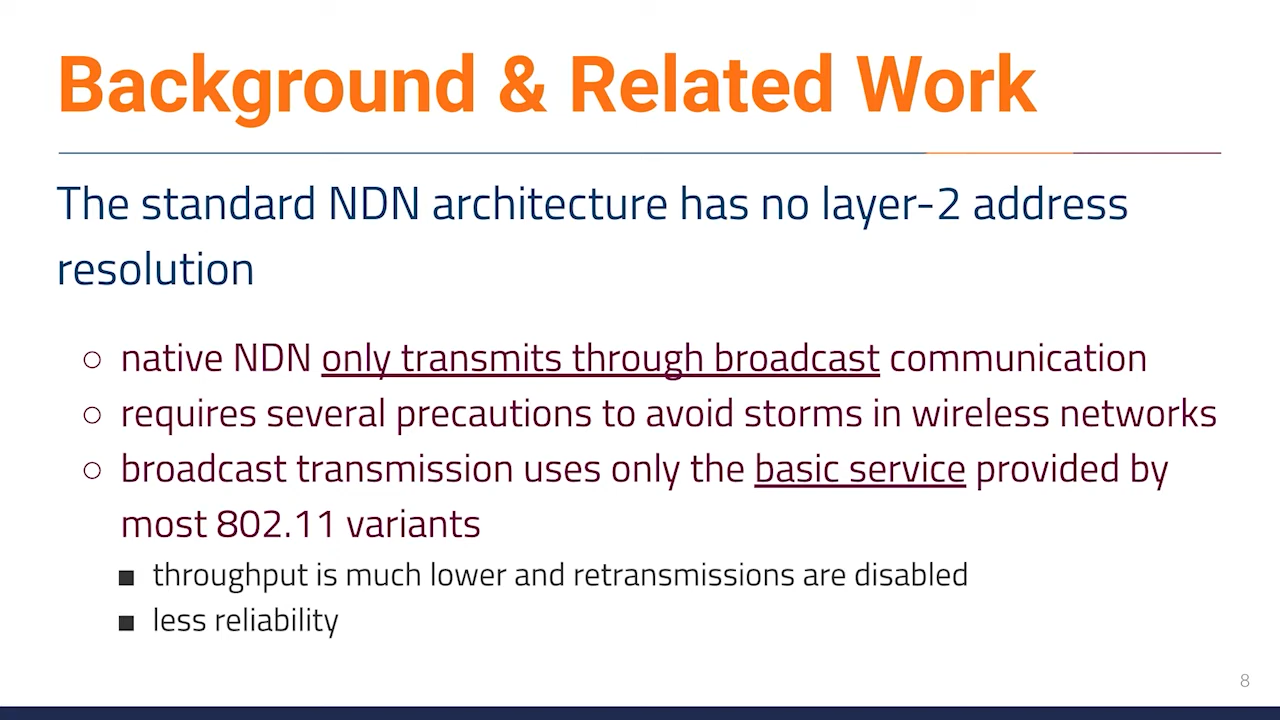 Background & Related Work
The standard NDN architecture has no layer-2 address
resolution
○ native NDN only transmits through broadcast communication
○ requires several precautions to avoid storms in wireless networks
○ broadcast transmission uses only the basic service provided by
most 802.11 variants
■ throughput is much lower and retransmissions are disabled
■ less reliability
8